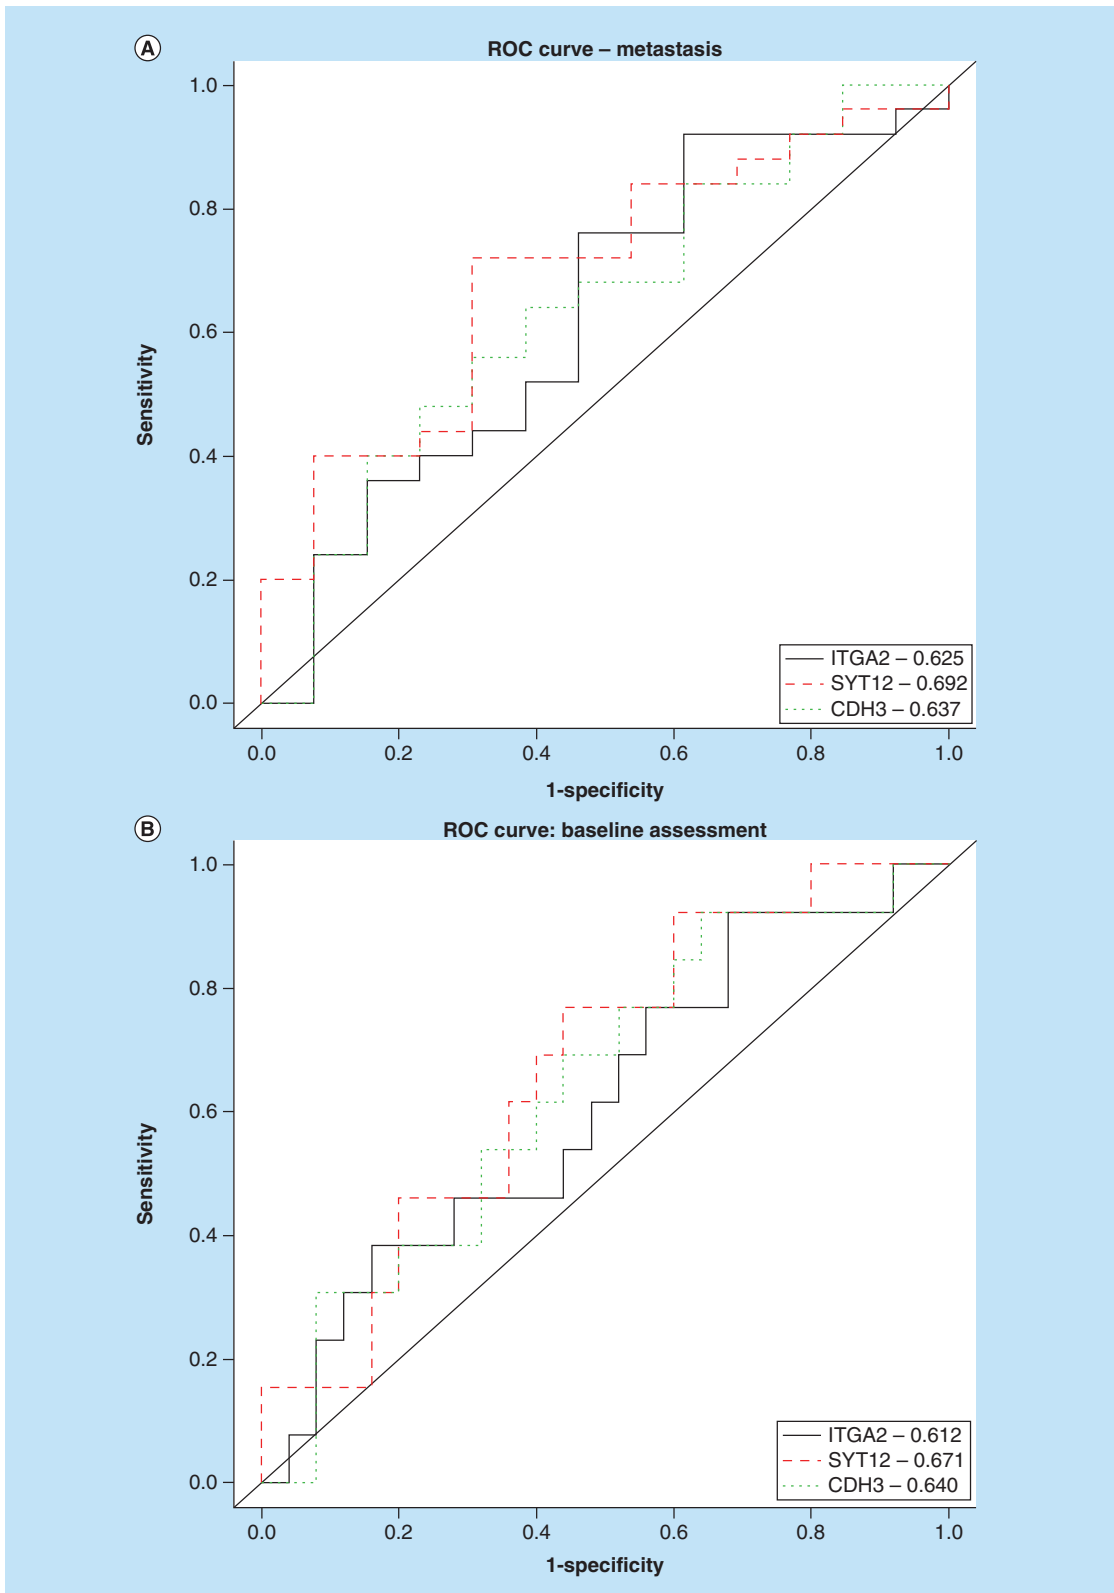 A
ROC curve – metastasis
1.0
0.8
0.6
0.4
0.2
0.0
Sensitivity
ITGA2 – 0.625
SYT12 – 0.692
CDH3 – 0.637
0.0 0.2 0.4 0.6 0.8 1.0
1-specificity
B
ROC curve: baseline assessment
1.0
0.8
0.6
0.4
0.2
0.0
Sensitivity
ITGA2 – 0.612
SYT12 – 0.671
CDH3 – 0.640
0.0 0.2 0.4 0.6 0.8 1.0
1-specificity